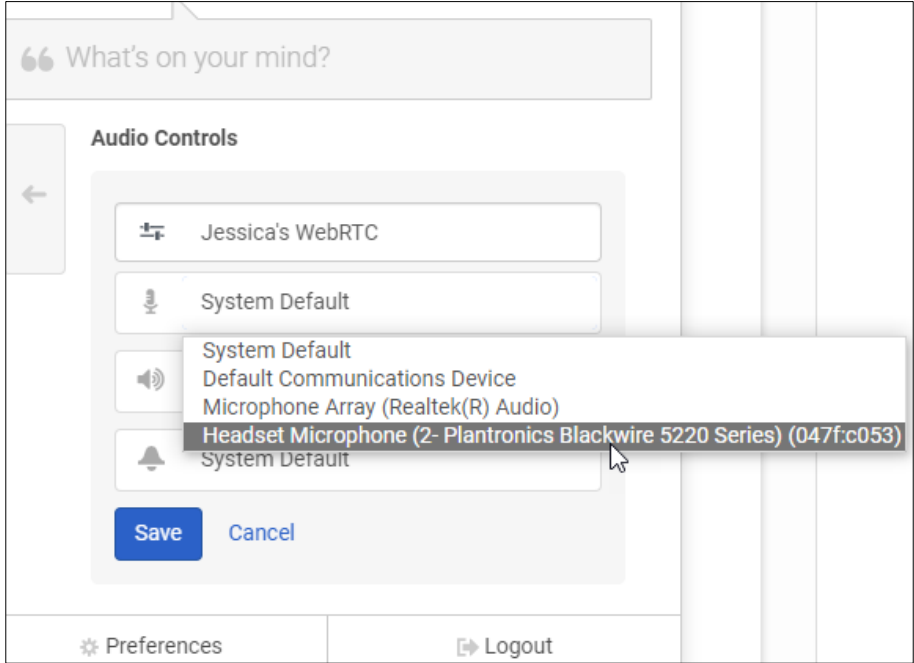 What's on your mind?
Audio Controls
Jessica's WebRTC
System Default
System Default
Default Communications Device
Microphone Array (Realtek(R) Audio)
Headset Microphone (2- Plantronics Blackwire 5220 Series) (047f:c053)
System Default
Save Cancel
Preferences Logout